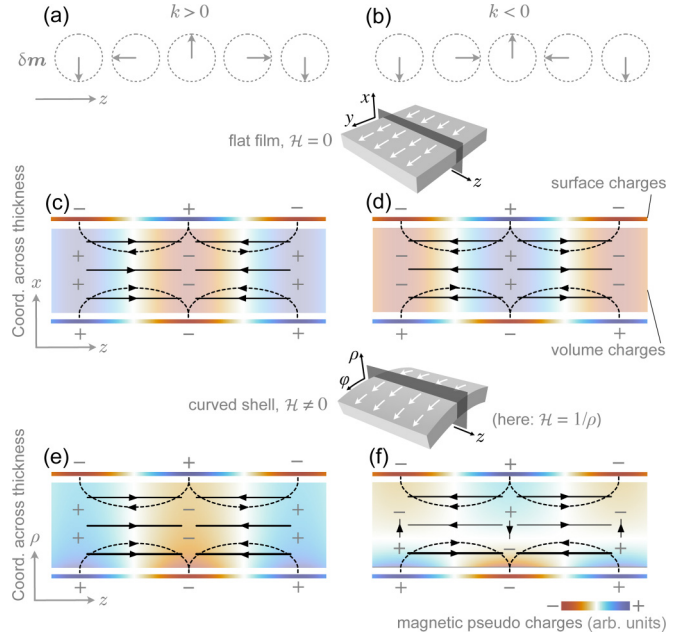 (a) k > 0 (b) k < 0
δm
z
x
y
flat film, ℋ = 0
z
(c) − + − (d) − + − surface charges
Coord. across thickness
+ − + − + −
+ − + − + −
x
+ − + + − +
z
volume charges
ρ
φ
curved shell, ℋ ≠ 0
(here: ℋ = 1/ρ)
z
(e) − + − (f)
Coord. across thickness
+ − + − + −
+ − + + − +
ρ
+ − + + − +
z
− +
magnetic pseudo charges (arb. units)